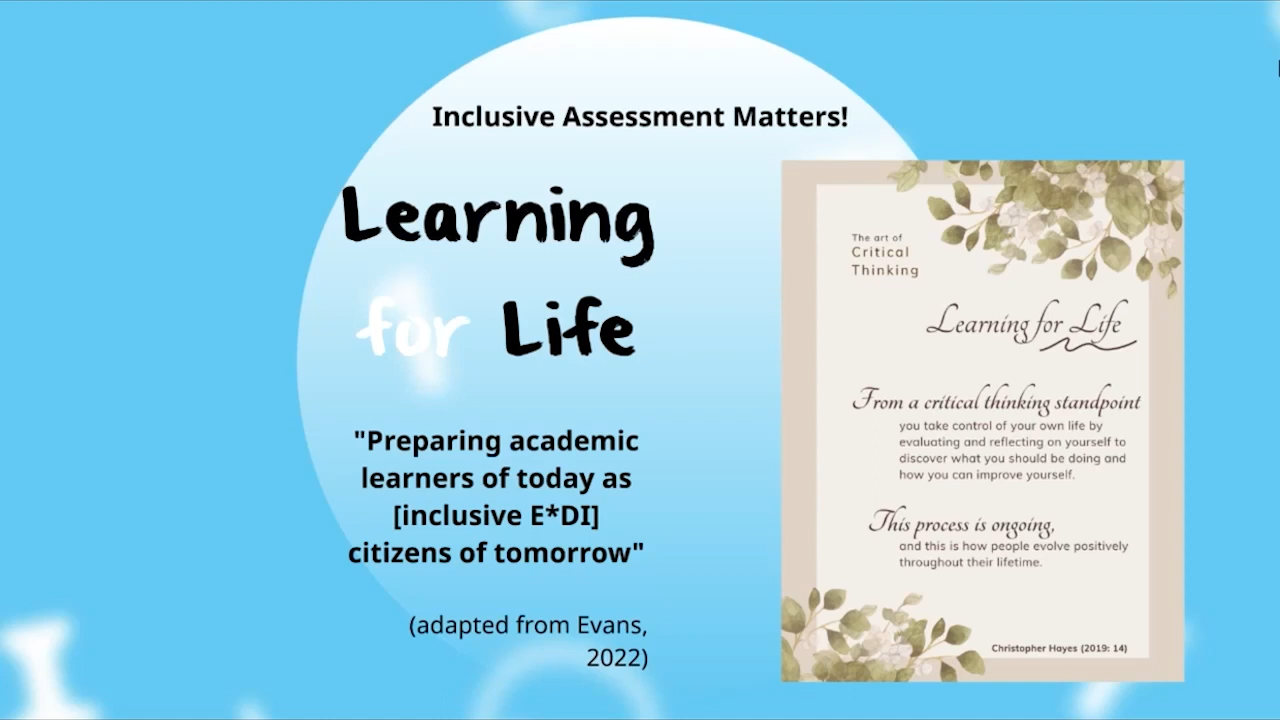 Inclusive Assessment Matters!
Learning
for Life
"Preparing academic
learners of today as
[inclusive E*DI]
citizens of tomorrow"
(adapted from Evans,
2022)
The art of
Critical
Thinking
Learning for Life
From a critical thinking standpoint
you take control of your own life by
evaluating and reflecting on yourself to
discover what you should be doing and
how you can improve yourself.
This process is ongoing,
and this is how people evolve positively
throughout their lifetime.
Christopher Hayes (2019: 14)